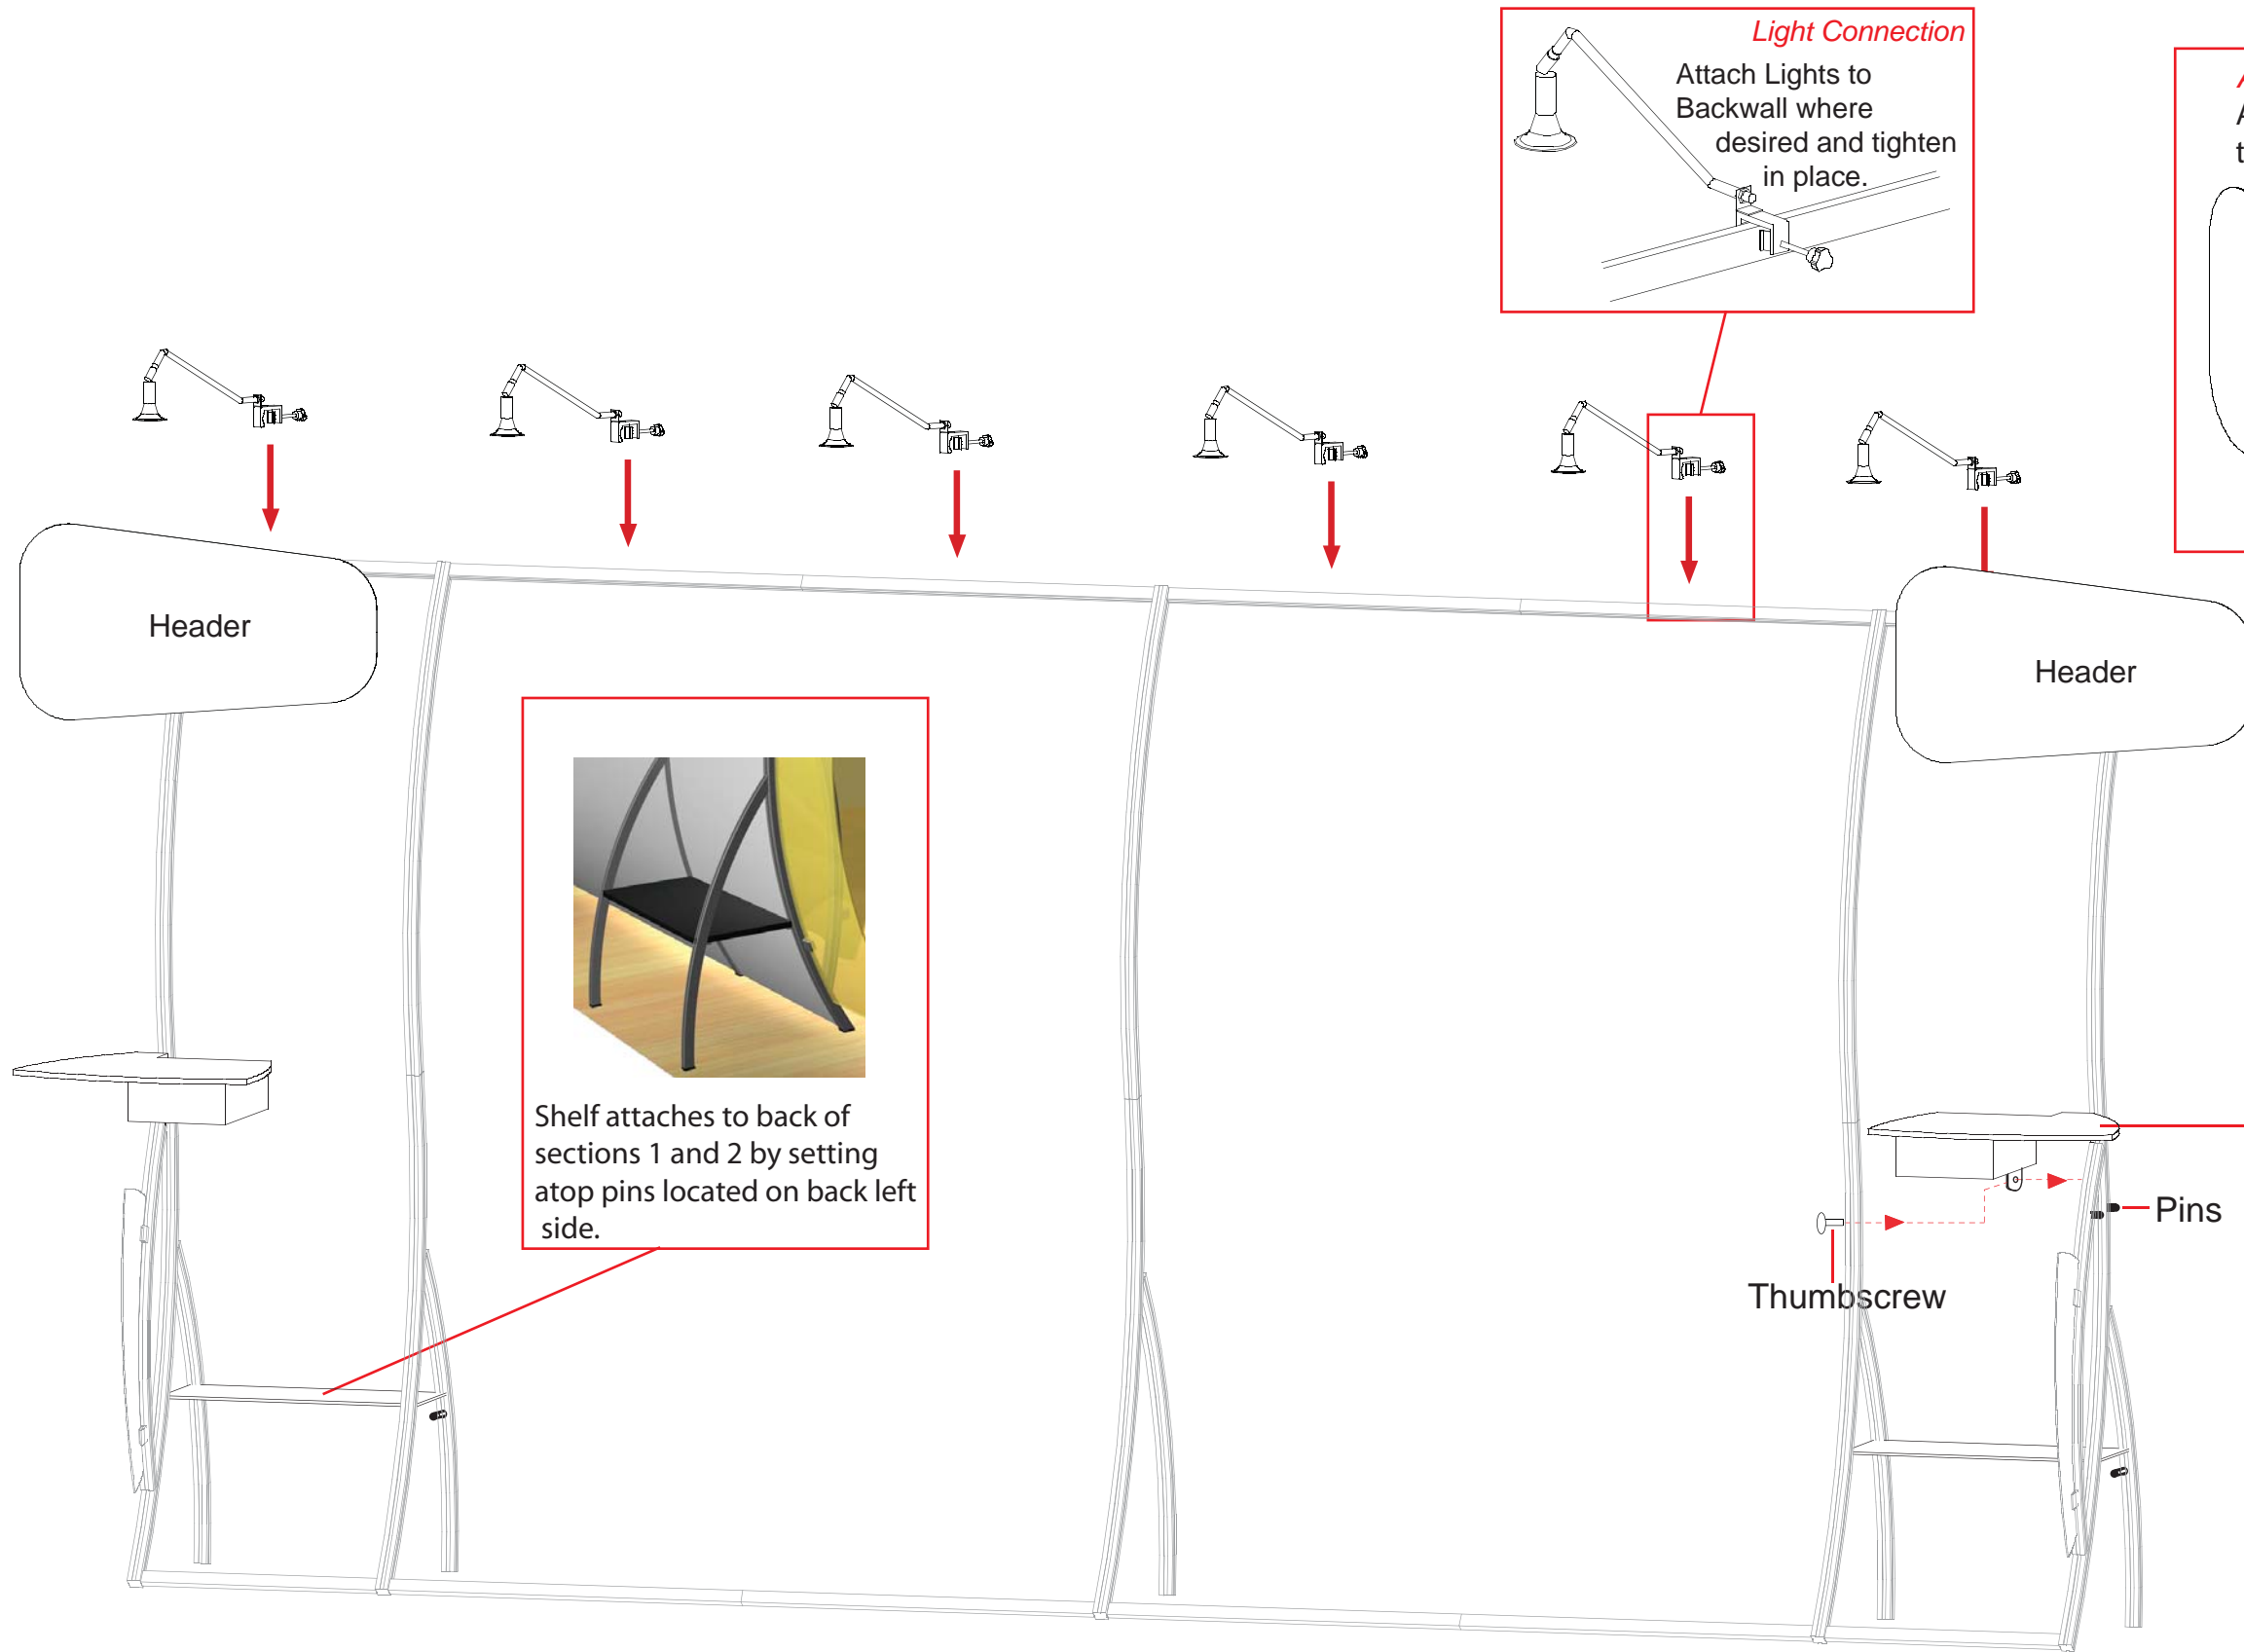 Light Connection
Attach Lights to
Backwall where
desired and tighten
in place.
A
t
Header
Header
Shelf attaches to back of
sections 1 and 2 by setting
atop pins located on back left
side.
Pins
Thumbscrew